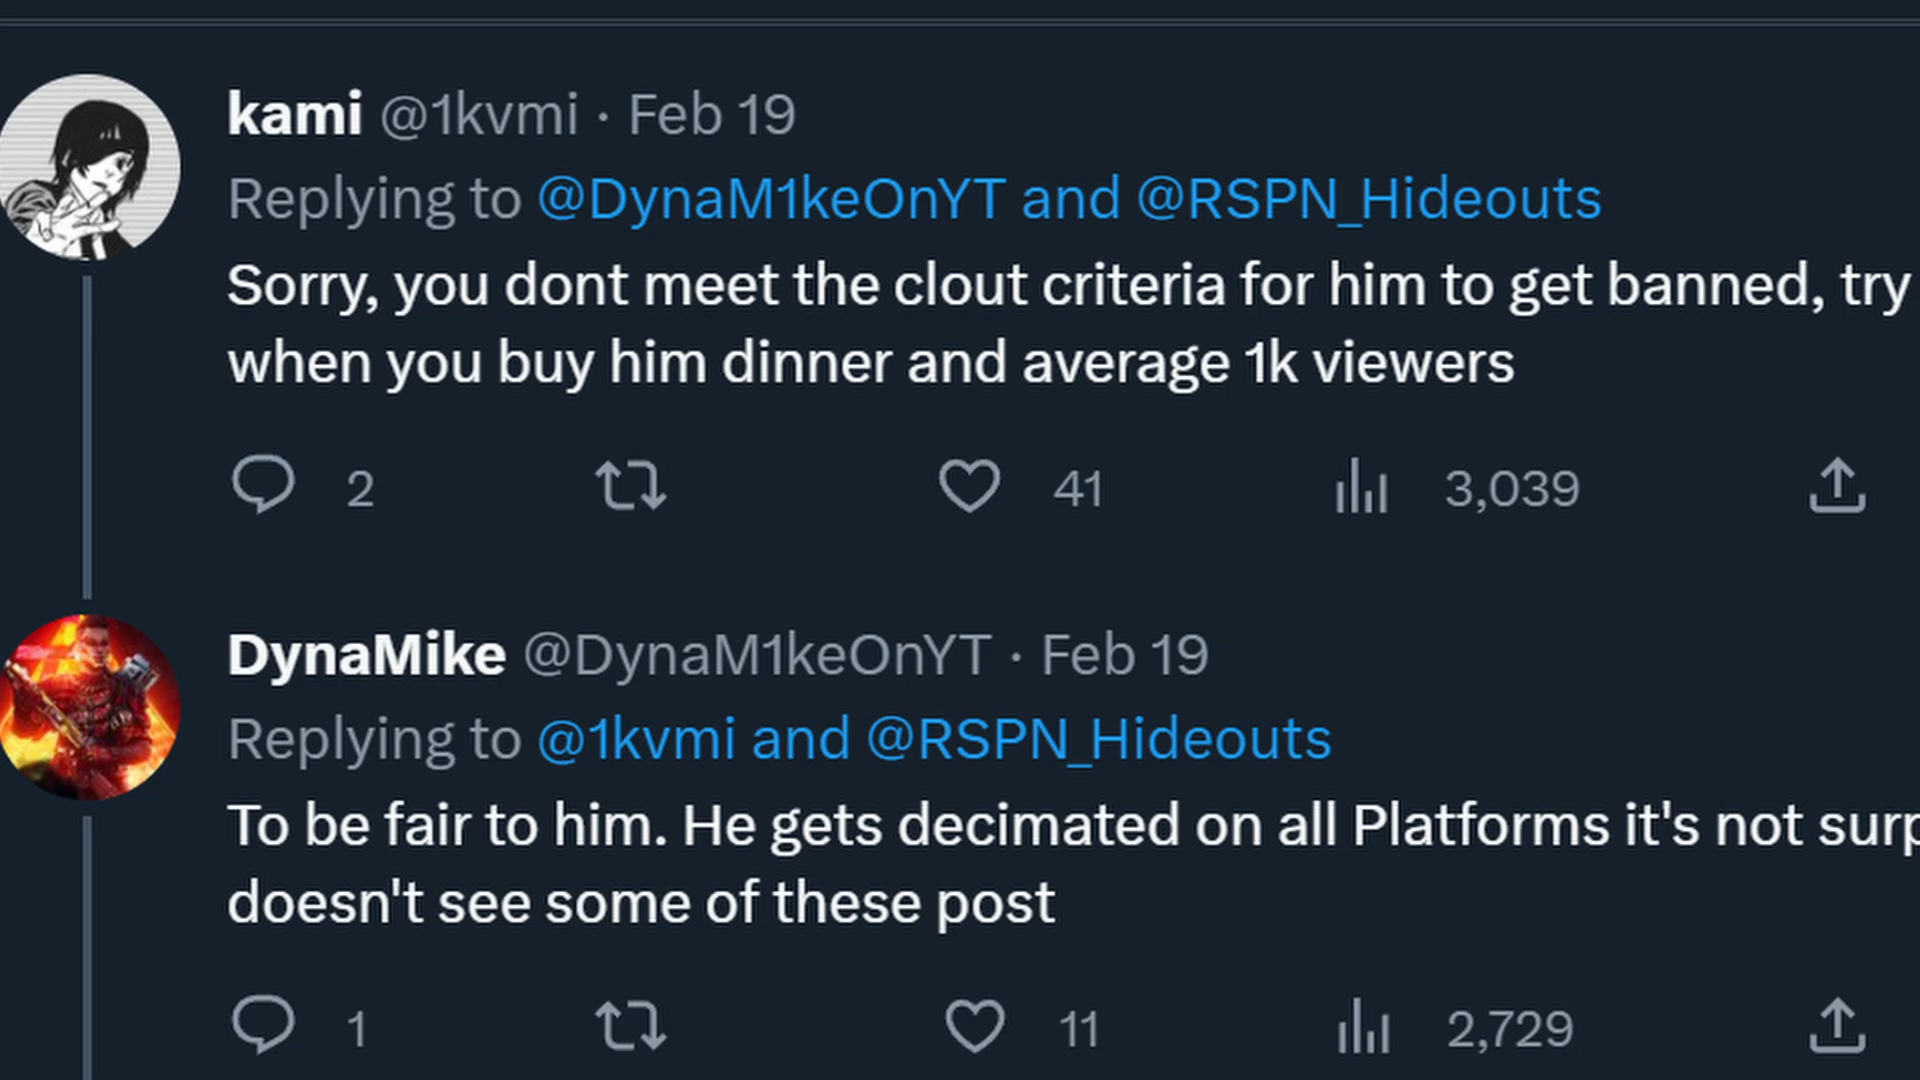 kami @1kvmi · Feb 19
Replying to @DynaM1keOnYT and @RSPN_Hideouts
Sorry, you dont meet the clout criteria for him to get banned, try
when you buy him dinner and average 1k viewers
2 41 3,039
DynaMike @DynaM1keOnYT · Feb 19
Replying to @1kvmi and @RSPN_Hideouts
To be fair to him. He gets decimated on all Platforms it's not
doesn't see some of these post
1 11 2,729